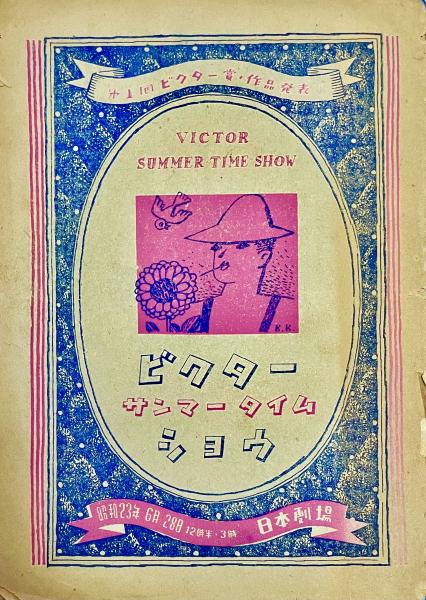 第1回ビクター賞・作品発表
VICTOR
SUMMER TIME SHOW
K.K.
ビクター
サンマータイム
ショウ
昭和23年 6月 28日 12時半・3時 日本劇場